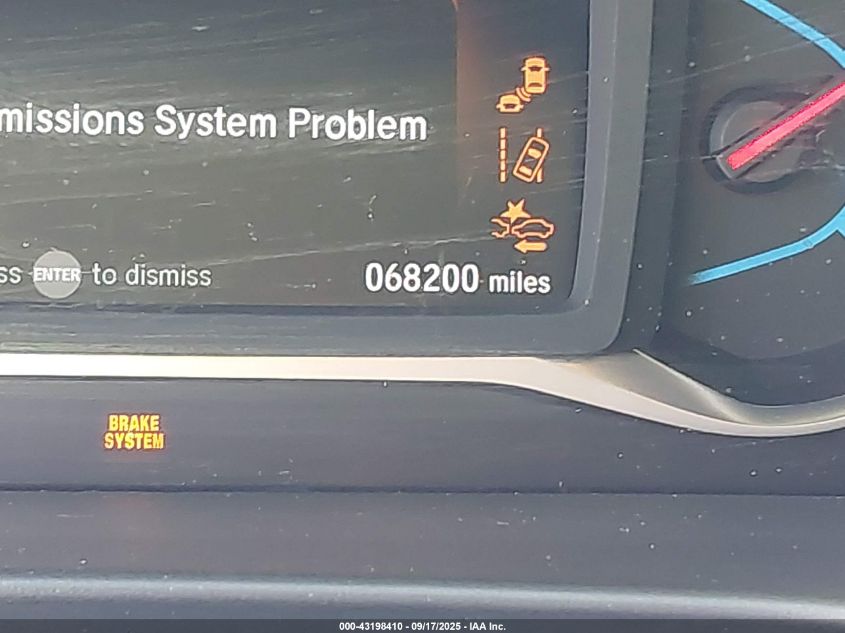 missions System Problem
ss ENTER to dismiss
068200 miles
BRAKE
SYSTEM
000-43198410 - 09/17/2025 - IAA Inc.